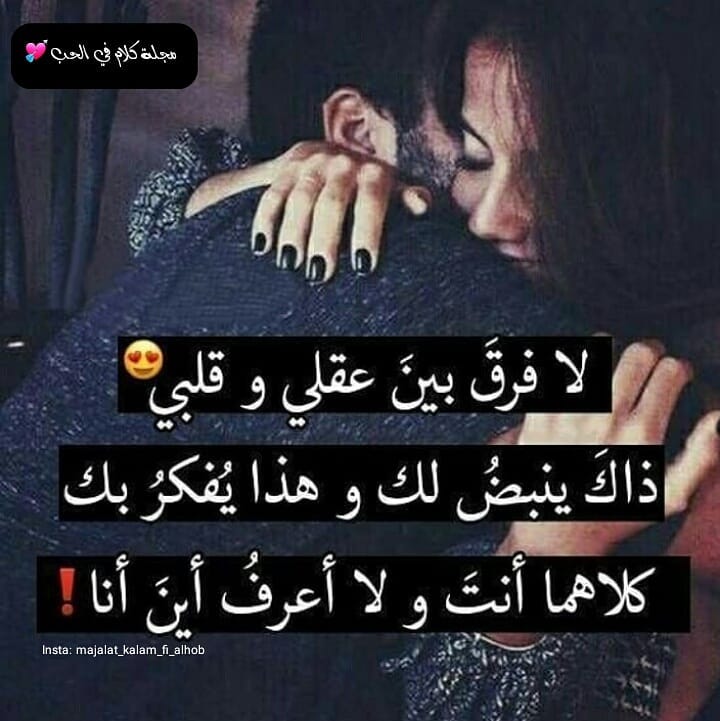 مجلة كلام في الحب 💘
لا فرقَ بينَ عقلي و قلبي😍
ذاكَ ينبضُ لك و هذا يُفكرُ بك
كلاهما أنتَ و لا أعرفُ أينَ أنا❗
Insta: majalat_kalam_fi_alhob